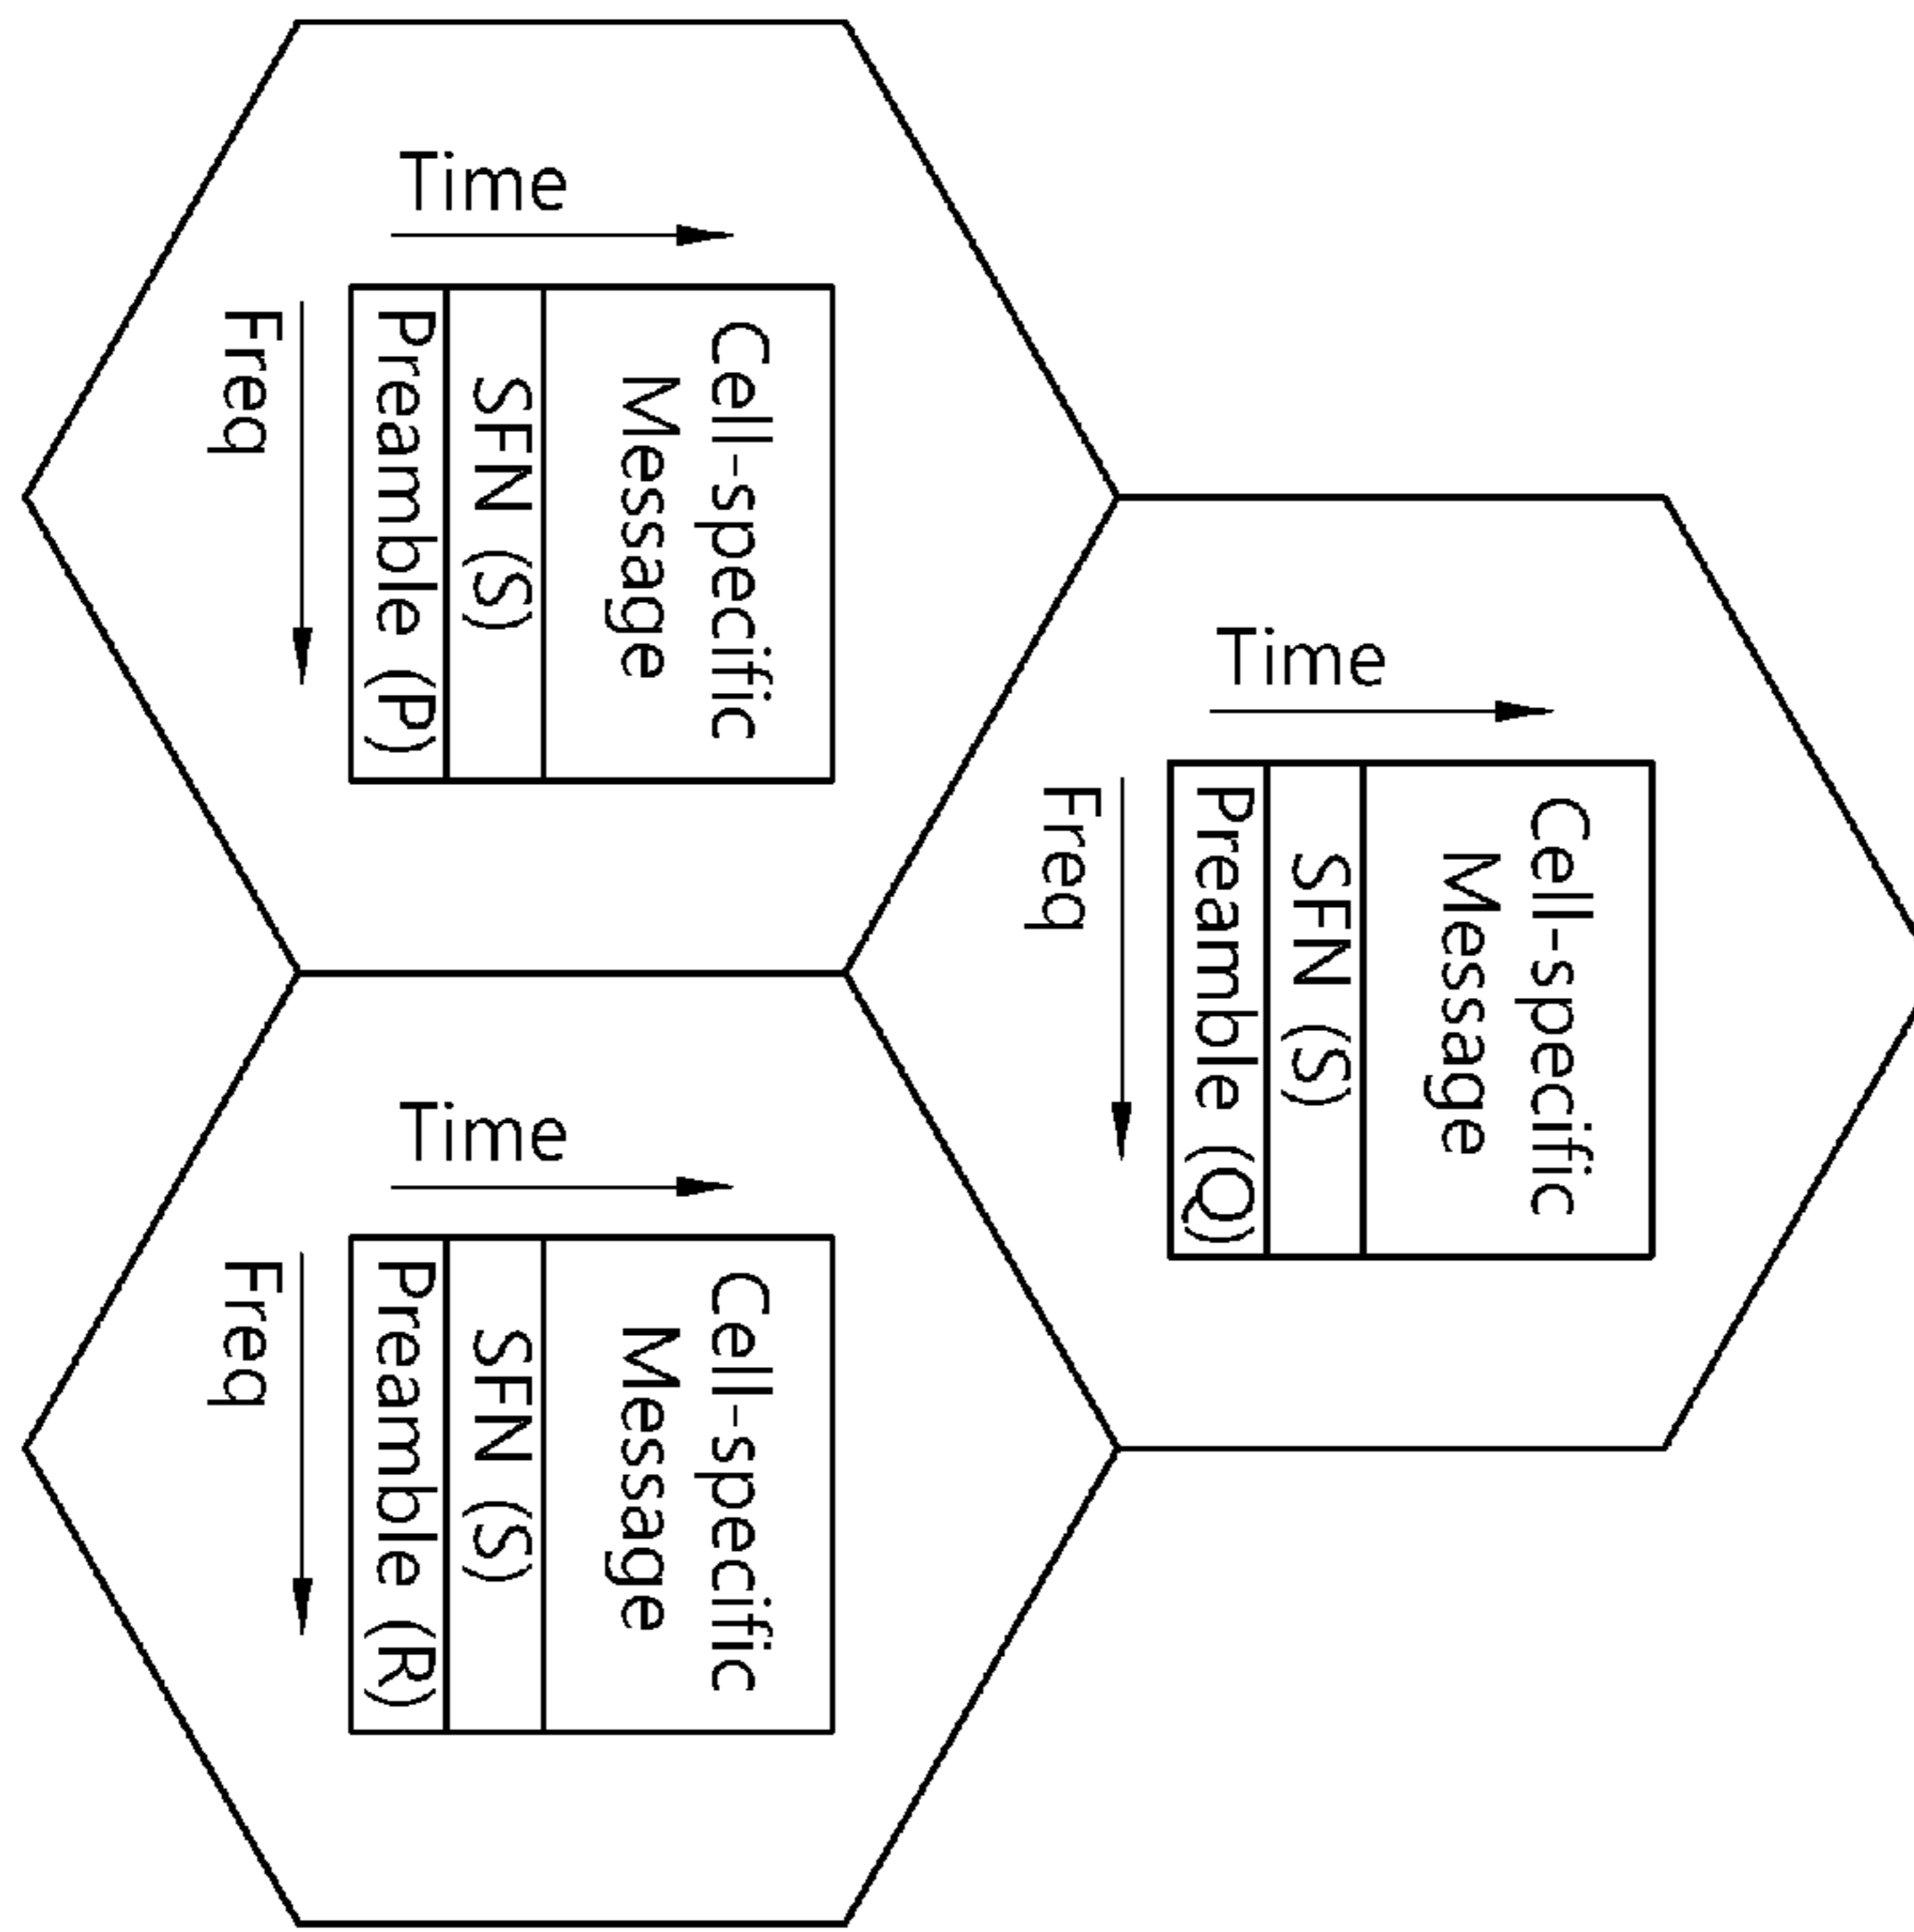 Time
Freq
Preamble (P)
SFN (S)
Cell-specific
Message
Time
Freq
Preamble (Q)
SFN (S)
Cell-specific
Message
Time
Freq
Preamble (R)
SFN (S)
Cell-specific
Message